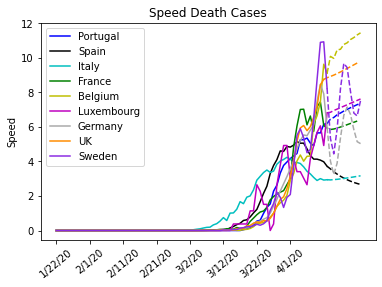 Speed Death Cases
Speed
12
10
8
6
4
2
0
Portugal
Spain
Italy
France
Belgium
Luxembourg
Germany
UK
Sweden
1/22/20
2/1/20
2/11/20
2/21/20
3/2/20
3/12/20
3/22/20
4/1/20